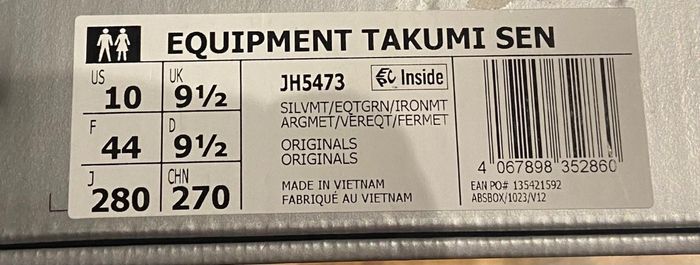 EQUIPMENT TAKUMI SEN
US 10 UK 9½
F 44 D 9½
J 280 CHN 270
JH5473
Inside
SILVMT/EQTGRN/IRONMT
ARGMET/VEREQT/FERMET
ORIGINALS
ORIGINALS
MADE IN VIETNAM
FABRIQUÉ AU VIETNAM
4 067898 352860
EAN PO# 135421592
ABSBOX/1023/V12